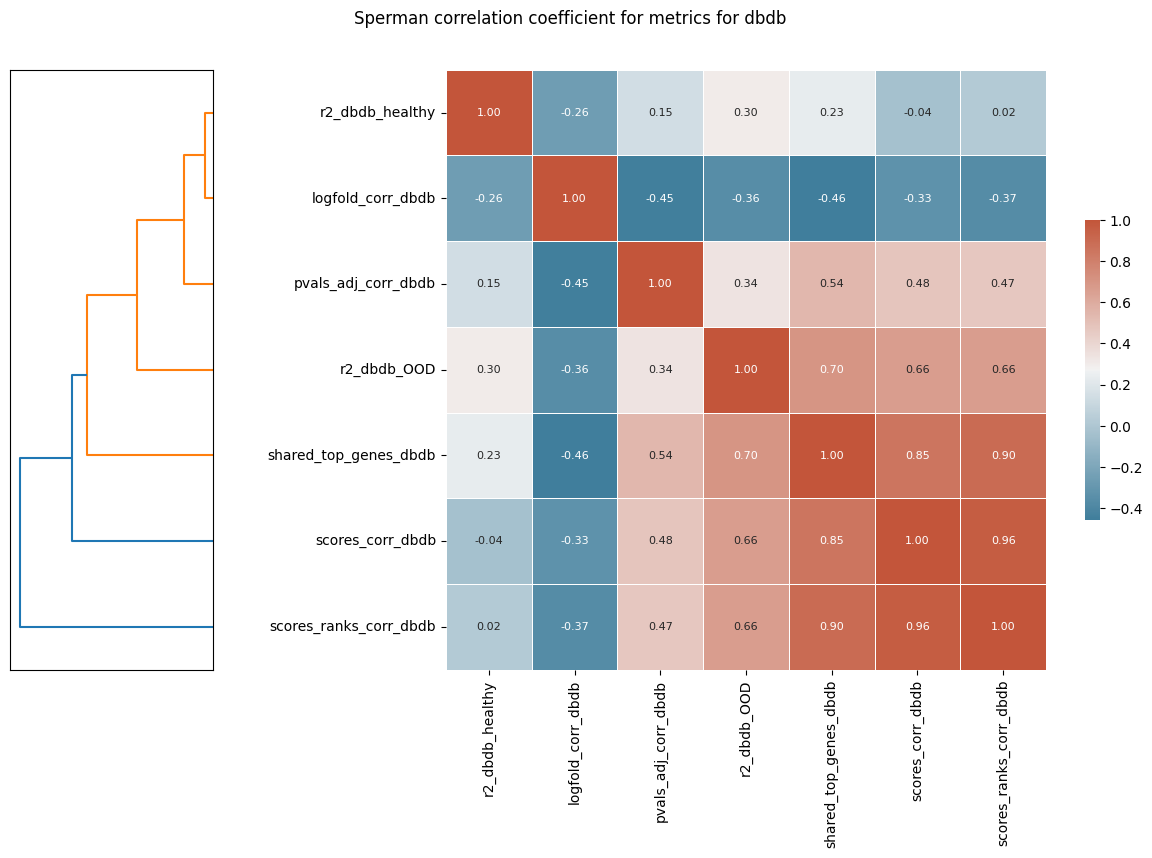 Sperman correlation coefficient for metrics for dbdb
r2_dbdb_healthy 1.00 -0.26 0.15 0.30 0.23 -0.04 0.02
logfold_corr_dbdb -0.26 1.00 -0.45 -0.36 -0.46 -0.33 -0.37
pvals_adj_corr_dbdb 0.15 -0.45 1.00 0.34 0.54 0.48 0.47
r2_dbdb_OOD 0.30 -0.36 0.34 1.00 0.70 0.66 0.66
shared_top_genes_dbdb 0.23 -0.46 0.54 0.70 1.00 0.85 0.90
scores_corr_dbdb -0.04 -0.33 0.48 0.66 0.85 1.00 0.96
scores_ranks_corr_dbdb 0.02 -0.37 0.47 0.66 0.90 0.96 1.00
r2_dbdb_healthy
logfold_corr_dbdb
pvals_adj_corr_dbdb
r2_dbdb_OOD
shared_top_genes_dbdb
scores_corr_dbdb
scores_ranks_corr_dbdb
1.0
0.8
0.6
0.4
0.2
0.0
−0.2
−0.4